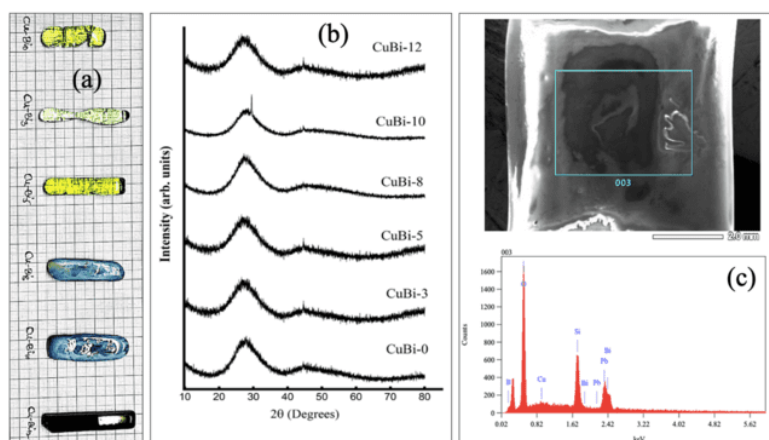 (a)
(b)
CuBi-12
CuBi-10
CuBi-8
CuBi-5
CuBi-3
CuBi-0
Intensity (arb. units)
10 20 30 40 50 60 70 80
2θ (Degrees)
003
2.0 mm
003
(c)
1600
1400
1200
1000
800
600
400
200
0
Counts
B
O
Cu
Si
Bi
Pb
Pb
Bi
0.02 0.82 1.62 2.42 3.22 4.02 4.82 5.62
keV